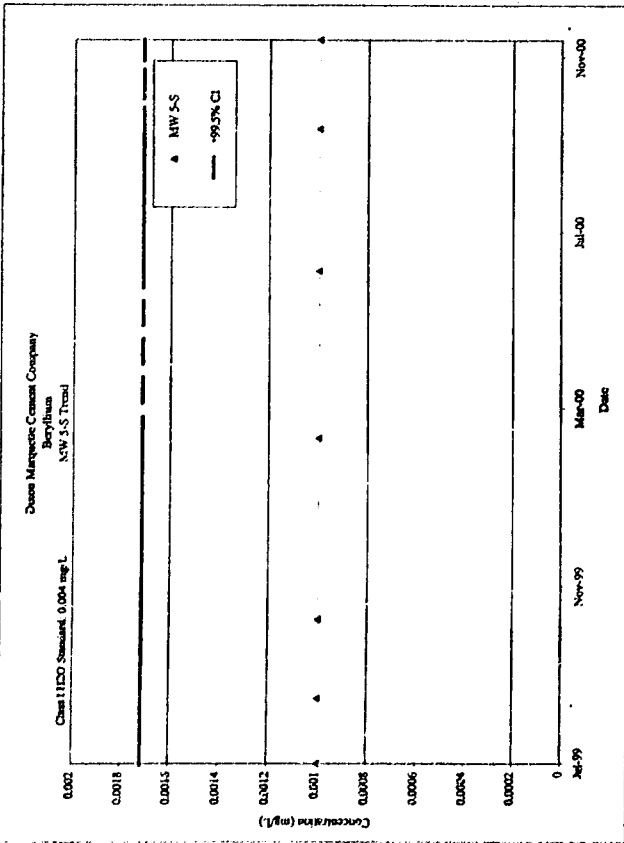 Dixon Marquette Cement Company
Beryllium
MW 5-S Trend
Class I H2O Standard 0.004 mg/L
0.002
0.0018
0.0015
0.0014
0.0012
0.001
0.0008
0.0006
0.0004
0.0002
0
Concentration (mg/L)
Jul-99
Nov-99
Mar-00
Jul-00
Nov-00
Date
MW 5-S
+99.5% CI